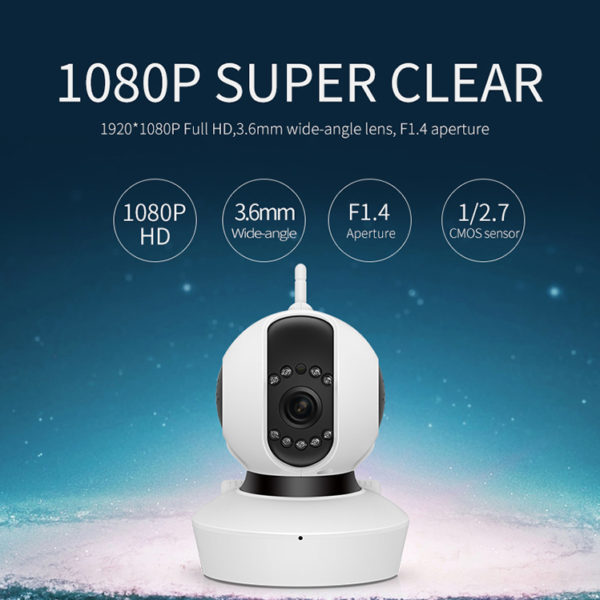 1080P SUPER CLEAR
1920*1080P Full HD,3.6mm wide-angle lens, F1.4 aperture
1080P
HD
3.6mm
Wide-angle
F1.4
Aperture
1/2.7
CMOS sensor